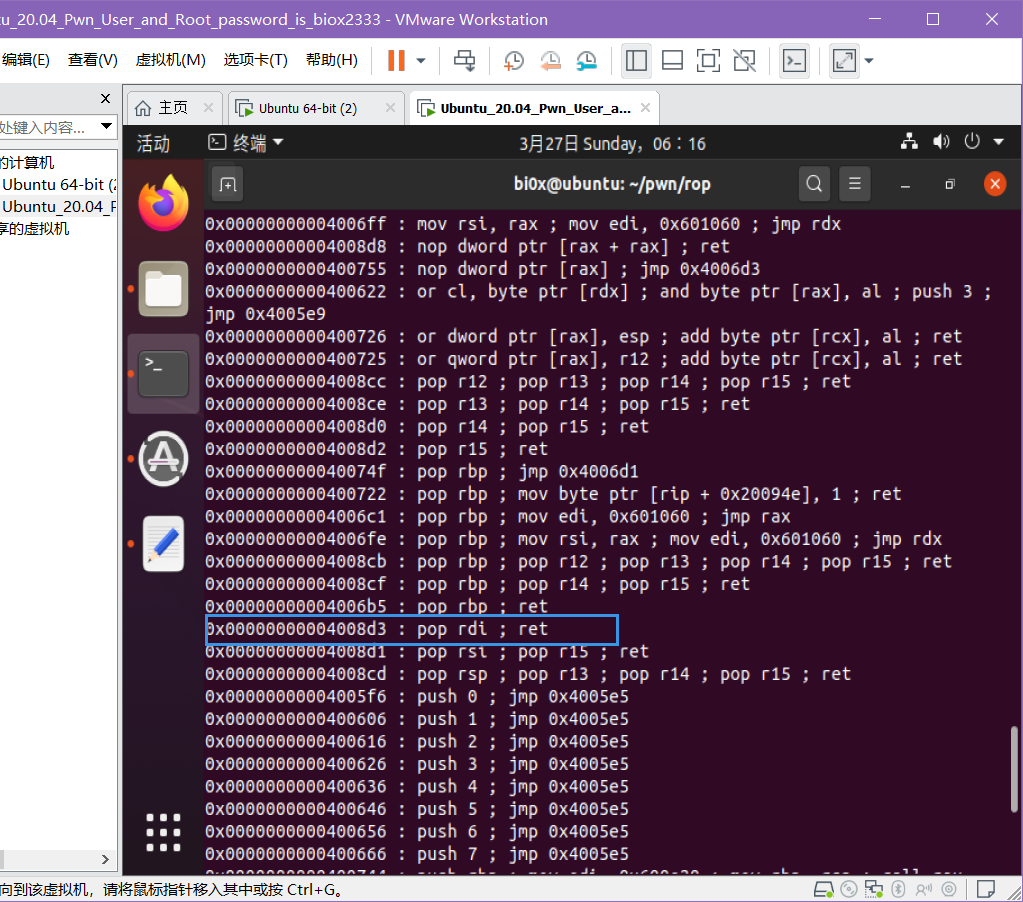 tu_20.04_Pwn_User_and_Root_password_is_biox2333 - VMware Workstation
编辑(E) 查看(V) 虚拟机(M) 选项卡(T) 帮助(H)
处键入内容...
主页
Ubuntu 64-bit (2)
Ubuntu_20.04_Pwn_User_a...
的计算机
Ubuntu 64-bit (2
Ubuntu_20.04_P
享的虚拟机
活动
终端
3月27日 Sunday, 06：16
bi0x@ubuntu: ~/pwn/rop
0x00000000004006ff : mov rsi, rax ; mov edi, 0x601060 ; jmp rdx
0x00000000004008d8 : nop dword ptr [rax + rax] ; ret
0x0000000000400755 : nop dword ptr [rax] ; jmp 0x4006d3
0x0000000000400622 : or cl, byte ptr [rdx] ; and byte ptr [rax], al ; push 3 ;
jmp 0x4005e9
0x0000000000400726 : or dword ptr [rax], esp ; add byte ptr [rcx], al ; ret
0x0000000000400725 : or qword ptr [rax], r12 ; add byte ptr [rcx], al ; ret
0x00000000004008cc : pop r12 ; pop r13 ; pop r14 ; pop r15 ; ret
0x00000000004008ce : pop r13 ; pop r14 ; pop r15 ; ret
0x00000000004008d0 : pop r14 ; pop r15 ; ret
0x00000000004008d2 : pop r15 ; ret
0x000000000040074f : pop rbp ; jmp 0x4006d1
0x0000000000400722 : pop rbp ; mov byte ptr [rip + 0x20094e], 1 ; ret
0x00000000004006c1 : pop rbp ; mov edi, 0x601060 ; jmp rax
0x00000000004006fe : pop rbp ; mov rsi, rax ; mov edi, 0x601060 ; jmp rdx
0x00000000004008cb : pop rbp ; pop r12 ; pop r13 ; pop r14 ; pop r15 ; ret
0x00000000004008cf : pop rbp ; pop r14 ; pop r15 ; ret
0x00000000004006b5 : pop rbp ; ret
0x00000000004008d3 : pop rdi ; ret
0x00000000004008d1 : pop rsi ; pop r15 ; ret
0x00000000004008cd : pop rsp ; pop r13 ; pop r14 ; pop r15 ; ret
0x00000000004005f6 : push 0 ; jmp 0x4005e5
0x0000000000400606 : push 1 ; jmp 0x4005e5
0x0000000000400616 : push 2 ; jmp 0x4005e5
0x0000000000400626 : push 3 ; jmp 0x4005e5
0x0000000000400636 : push 4 ; jmp 0x4005e5
0x0000000000400646 : push 5 ; jmp 0x4005e5
0x0000000000400656 : push 6 ; jmp 0x4005e5
0x0000000000400666 : push 7 ; jmp 0x4005e5
向到该虚拟机，请将鼠标指针移入其中或按 Ctrl+G。